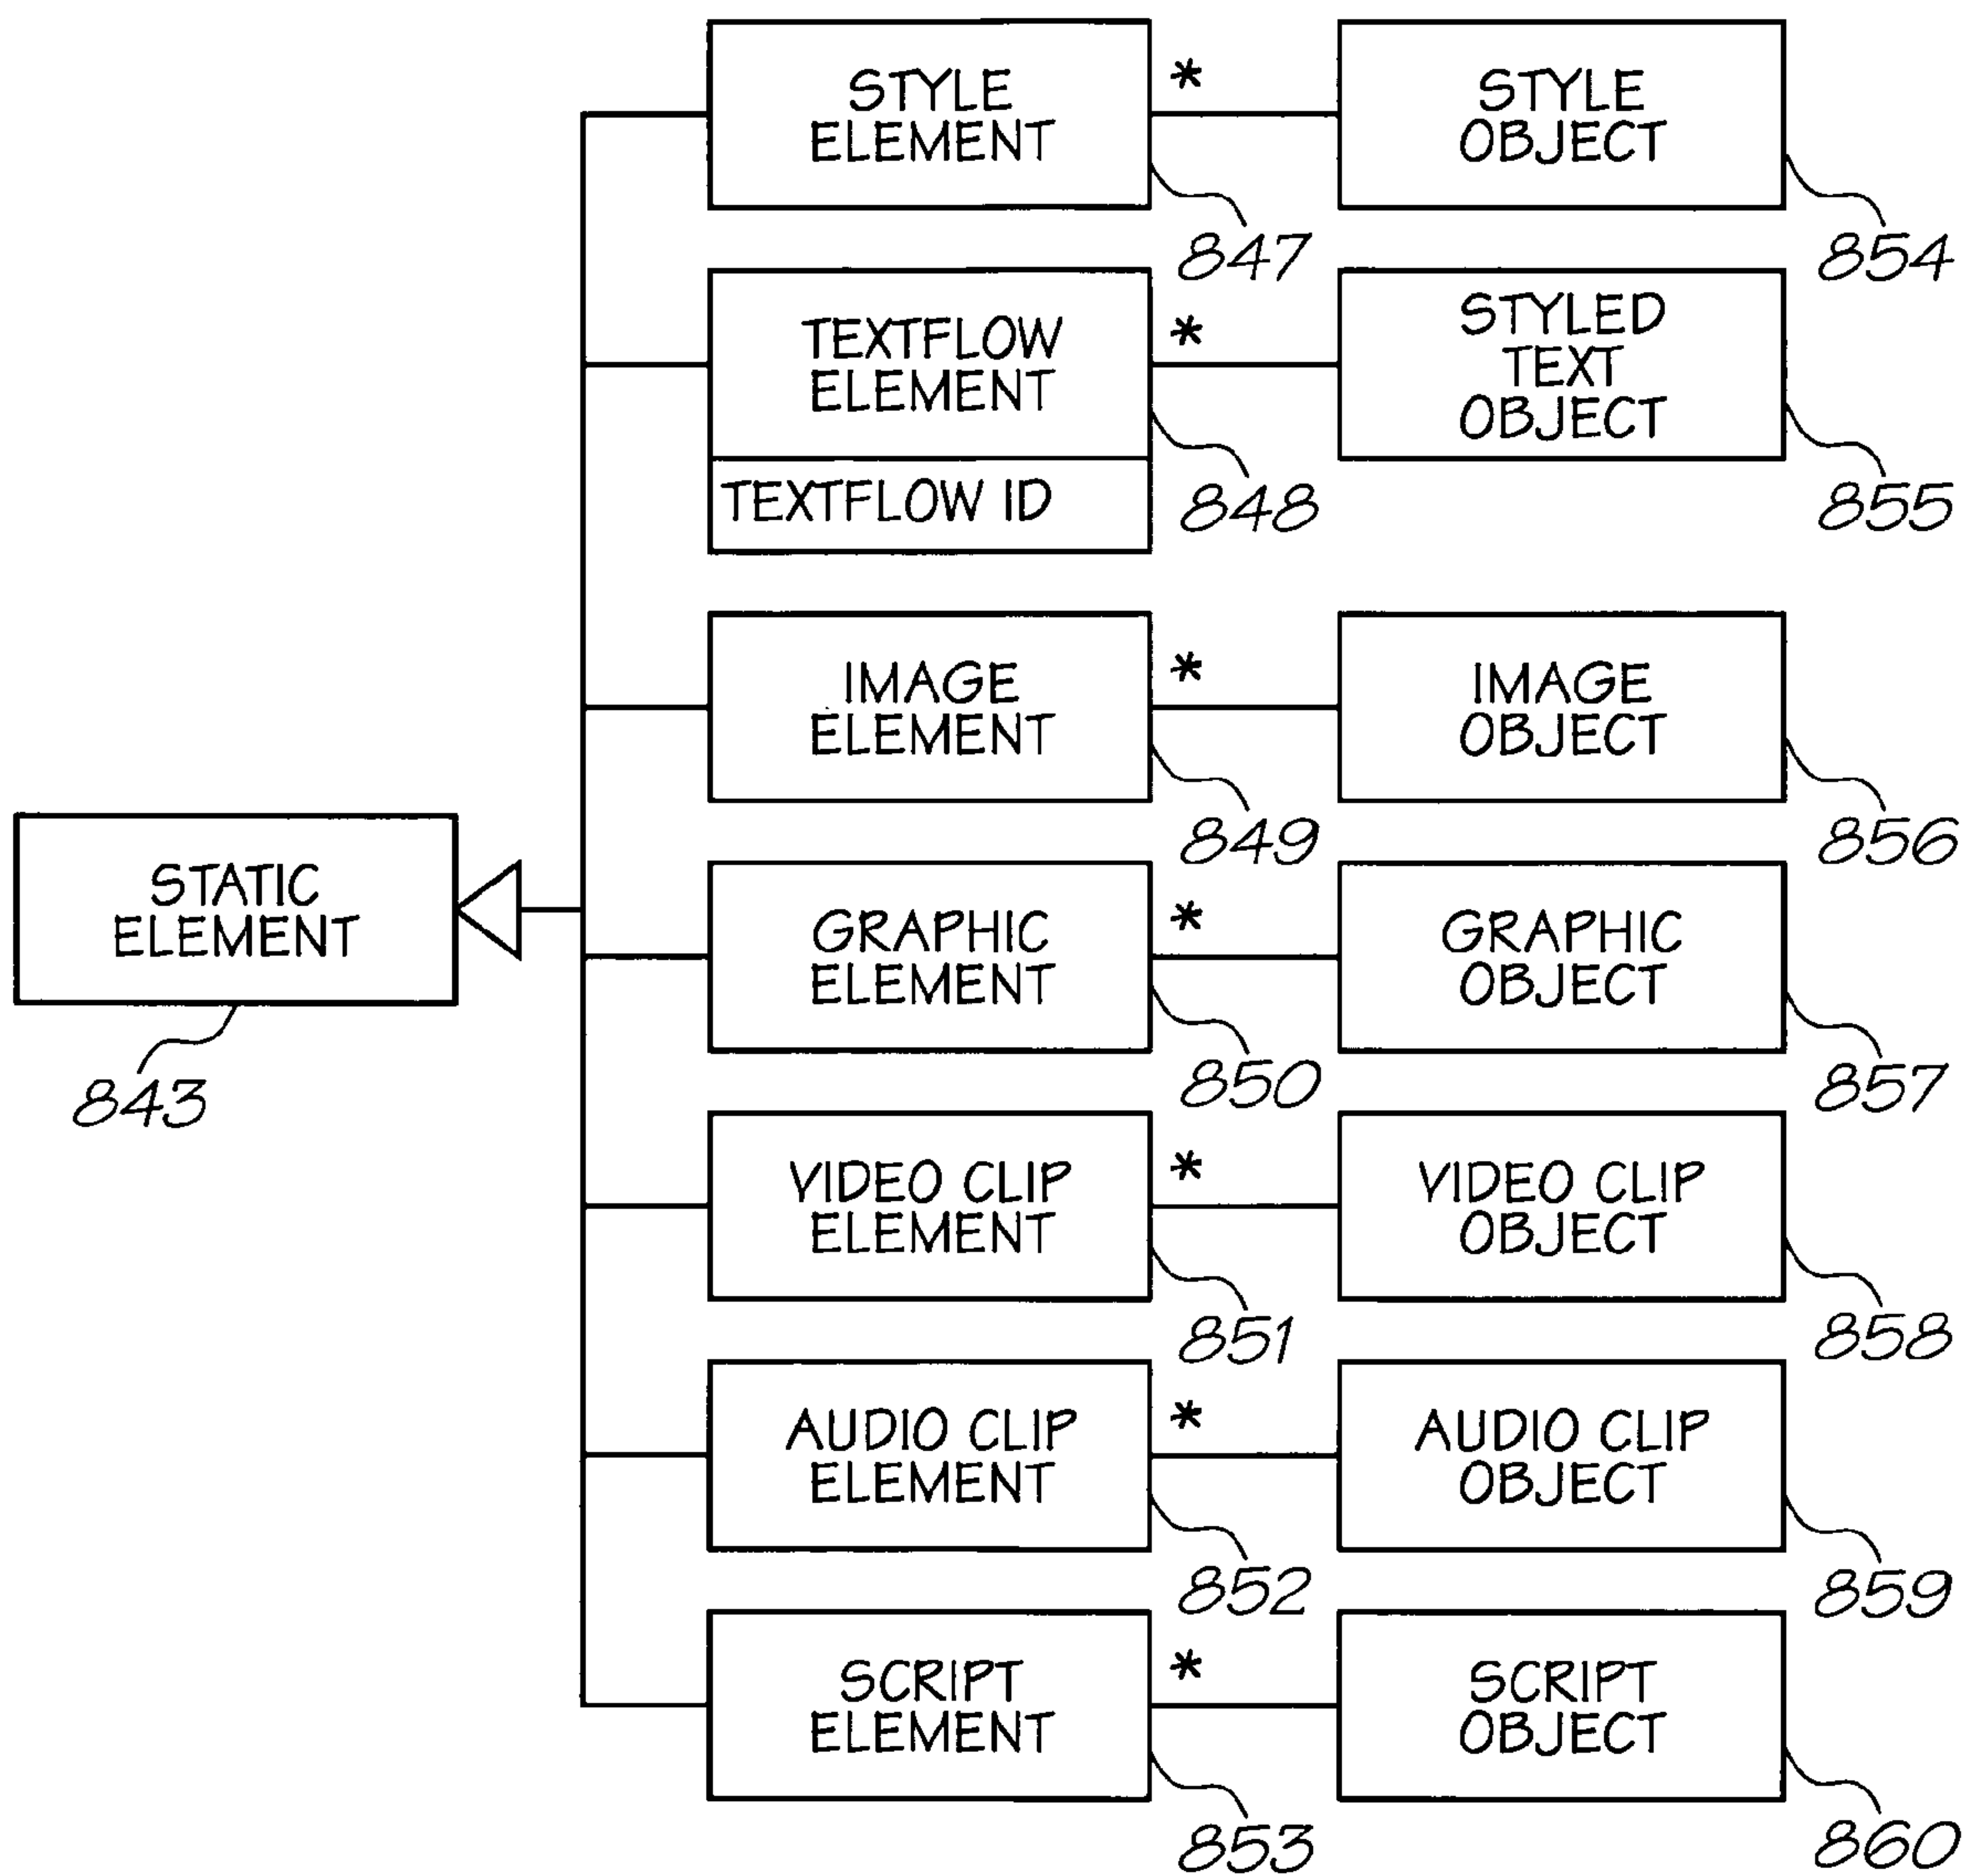 STYLE
ELEMENT
*
STYLE
OBJECT
847
854
TEXTFLOW
ELEMENT
TEXTFLOW ID
*
STYLED
TEXT
OBJECT
848
855
IMAGE
ELEMENT
*
IMAGE
OBJECT
849
856
STATIC
ELEMENT
843
GRAPHIC
ELEMENT
*
GRAPHIC
OBJECT
850
857
VIDEO CLIP
ELEMENT
*
VIDEO CLIP
OBJECT
851
858
AUDIO CLIP
ELEMENT
*
AUDIO CLIP
OBJECT
852
859
SCRIPT
ELEMENT
*
SCRIPT
OBJECT
853
860